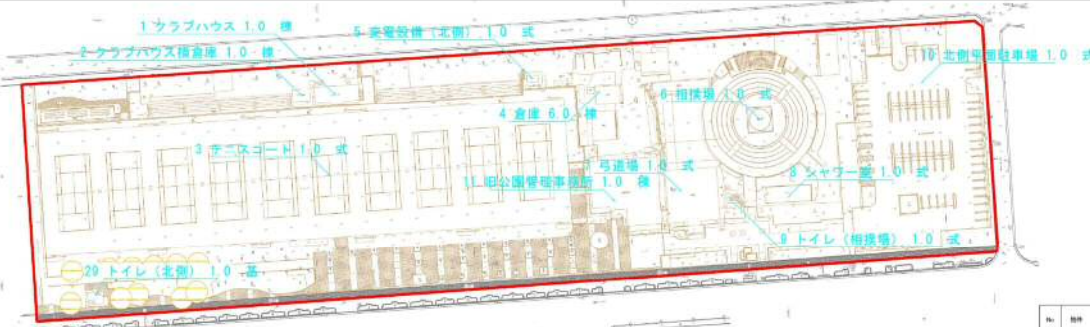 1 クラブハウス 1.0 棟
5 受電設備（北側） 1.0 式
2 クラブハウス横倉庫 1.0 棟
10 北側平面駐車場 1.0 式
6 相撲場 1.0 式
4 倉庫 6.0 棟
3 テニスコート 1.0 式
7 弓道場 1.0 式
8 シャワー室 1.0 式
11 旧公園管理事務所 1.0 棟
9 トイレ（相撲場） 1.0 式
29 トイレ（北側） 1.0 基
No 物件